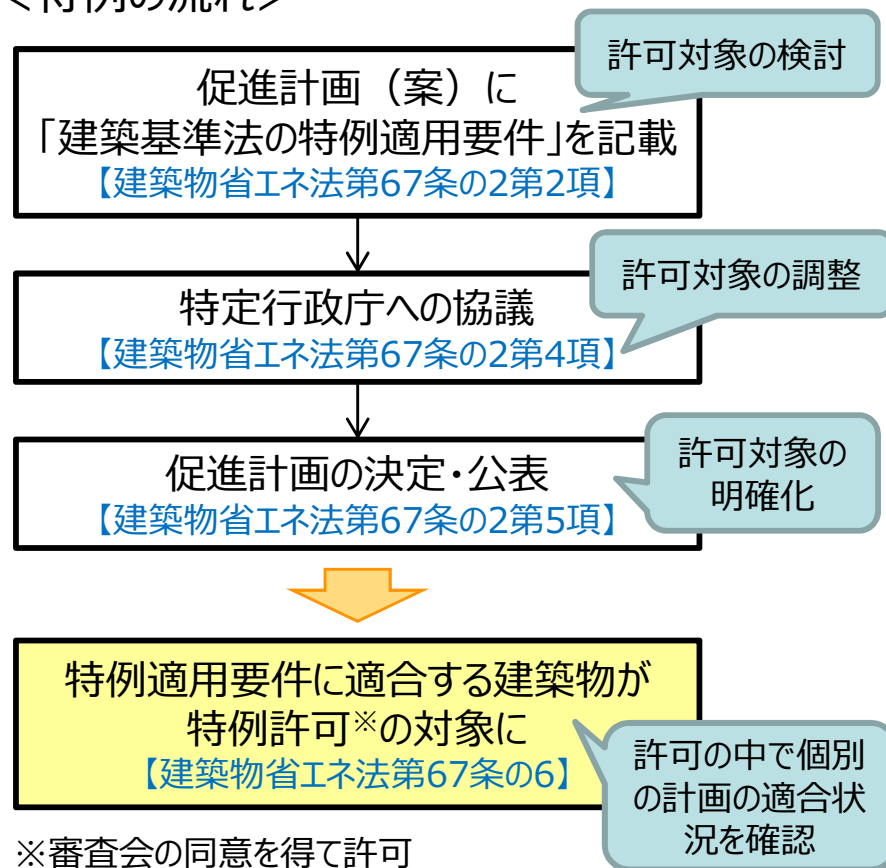 <特例の流れ>
許可対象の検討
促進計画（案）に
「建築基準法の特例適用要件」を記載
【建築物省エネ法第67条の2第2項】
許可対象の調整
特定行政庁への協議
【建築物省エネ法第67条の2第4項】
促進計画の決定・公表
【建築物省エネ法第67条の2第5項】
許可対象の
明確化
特例適用要件に適合する建築物が
特例許可※の対象に
【建築物省エネ法第67条の6】
許可の中で個別
の計画の適合状
況を確認
※審査会の同意を得て許可